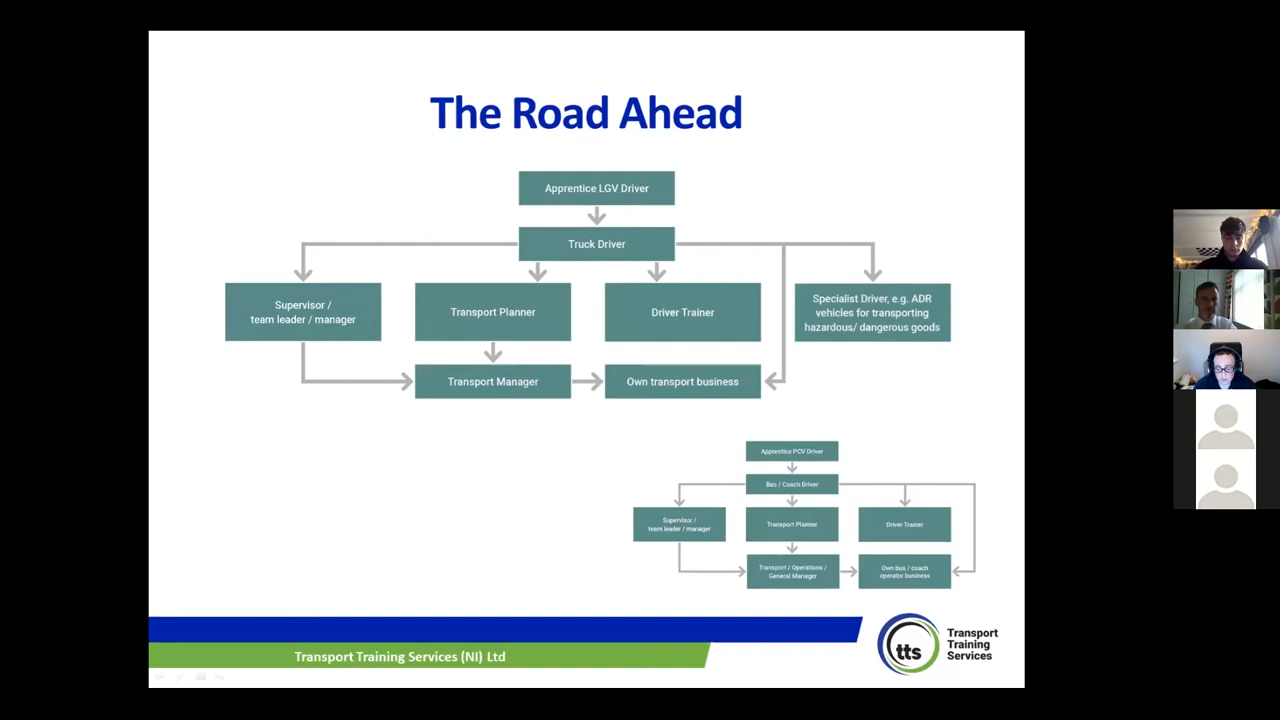 The Road Ahead
Apprentice LGV Driver
Truck Driver
Supervisor /
team leader / manager
Transport Planner
Driver Trainer
Specialist Driver, e.g. ADR
vehicles for transporting
hazardous/ dangerous goods
Transport Manager
Own transport business
Apprentice PCV Driver
Bus / Coach Driver
Supervisor /
team leader / manager
Transport Planner
Driver Trainer
Transport / Operations /
General Manager
Own bus / coach
operator business
Transport Training Services (NI) Ltd
tts
Transport
Training
Services